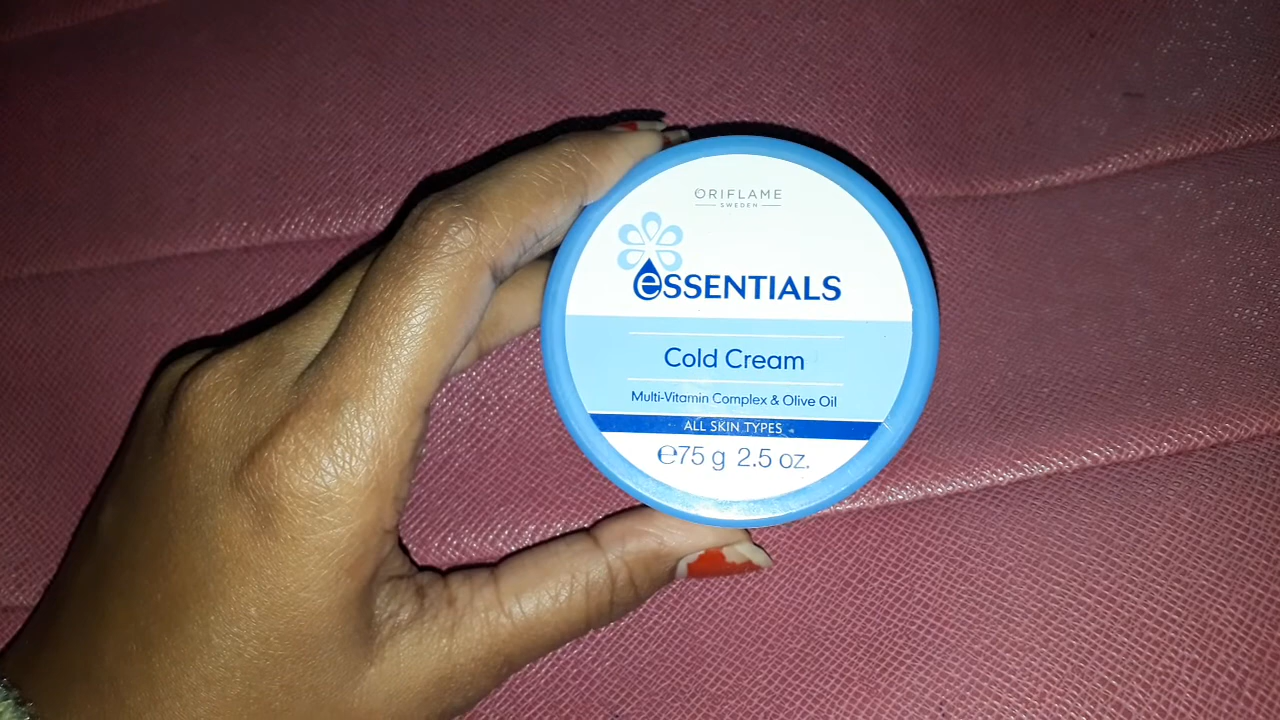 ORIFLAME
SWEDEN
eSSENTIALS
Cold Cream
Multi-Vitamin Complex & Olive Oil
ALL SKIN TYPES
℮75 g 2.5 oz.